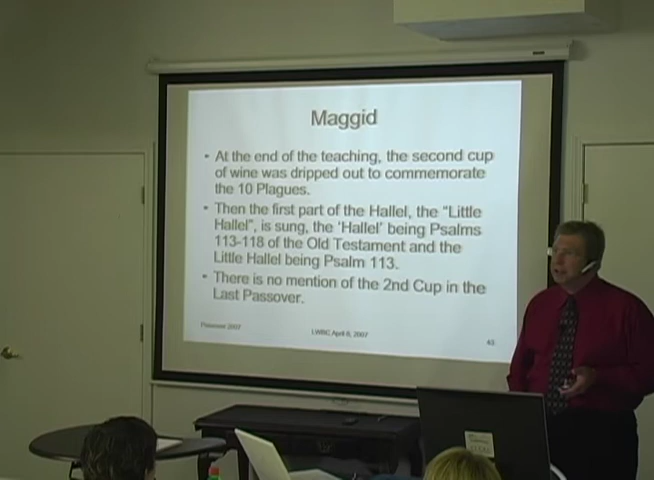 Maggid
• At the end of the teaching, the second cup
of wine was dripped out to commemorate
the 10 Plagues.
• Then the first part of the Hallel, the “Little
Hallel”, is sung, the ‘Hallel’ being Psalms
113-118 of the Old Testament and the
Little Hallel being Psalm 113.
• There is no mention of the 2nd Cup in the
Last Passover.
Passover 2007
LWBC April 6, 2007